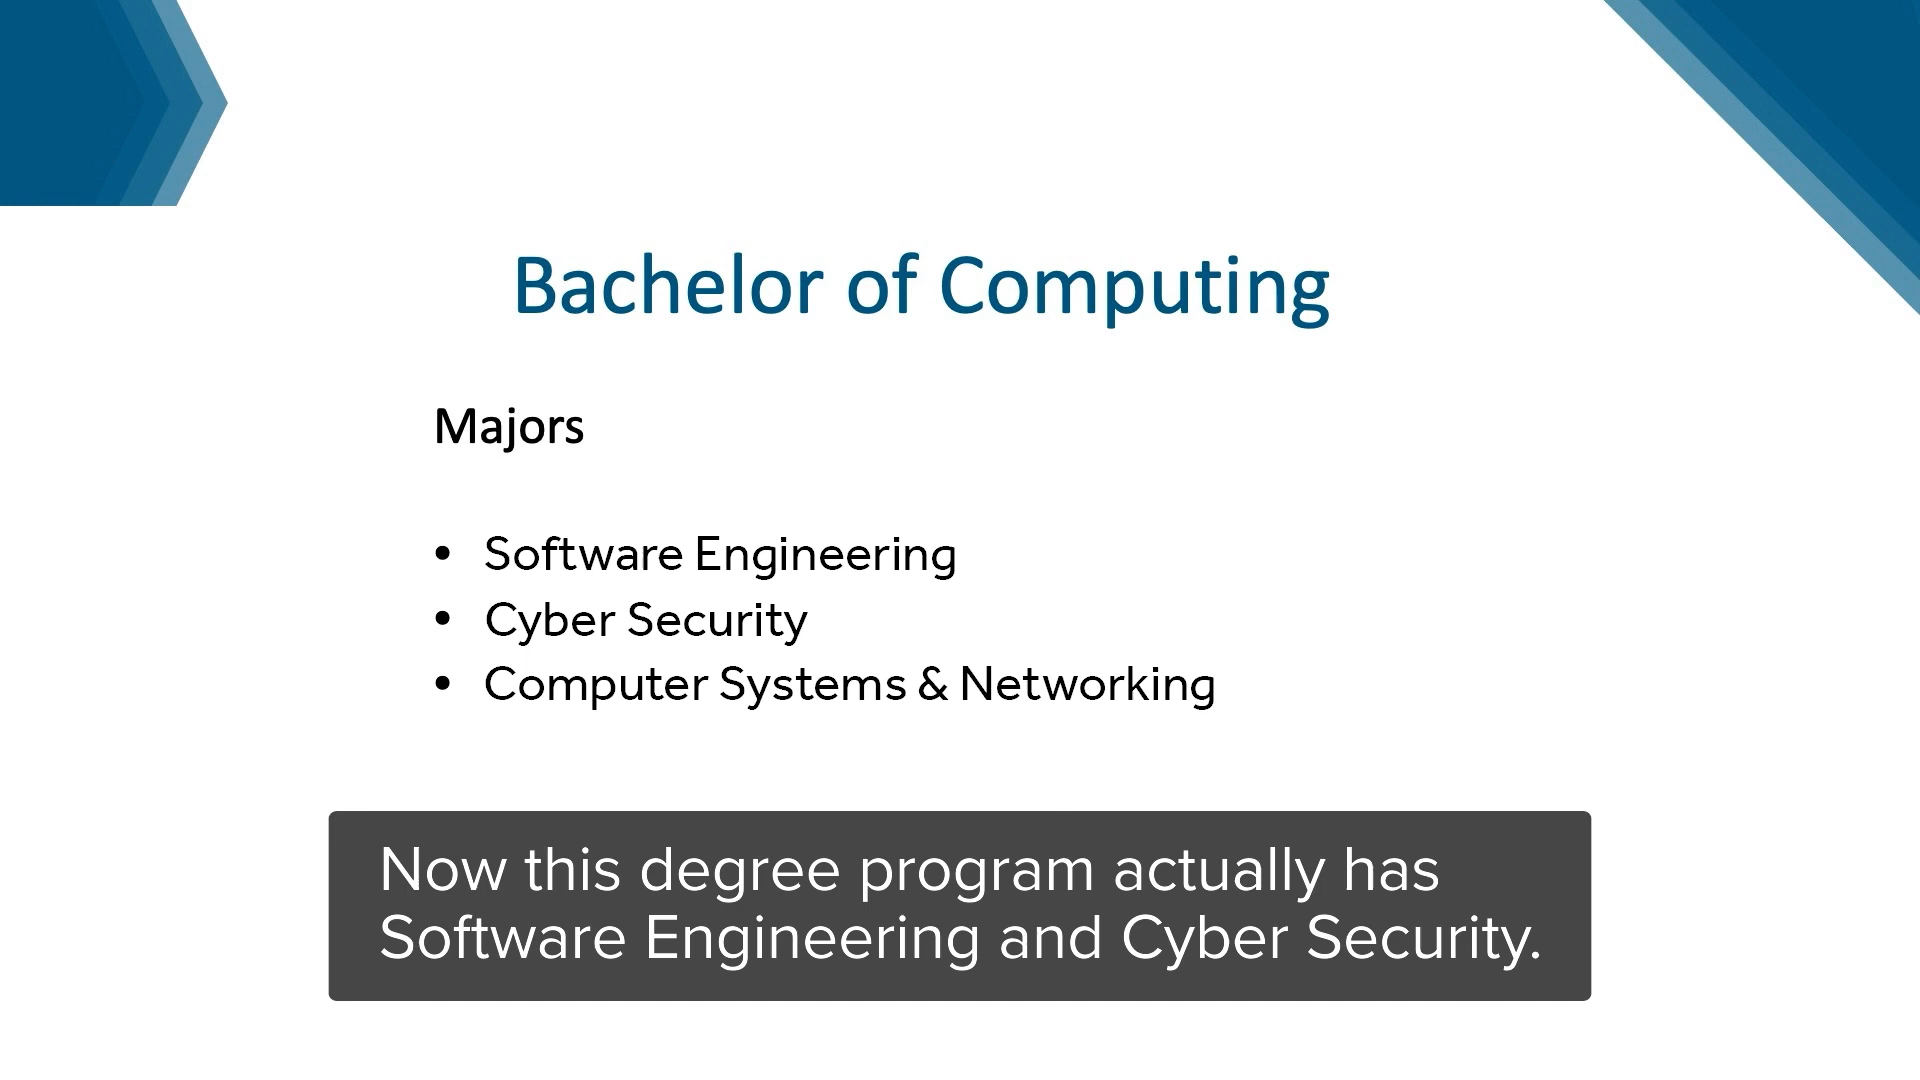 Bachelor of Computing
Majors
• Software Engineering
• Cyber Security
• Computer Systems & Networking
Now this degree program actually has
Software Engineering and Cyber Security.